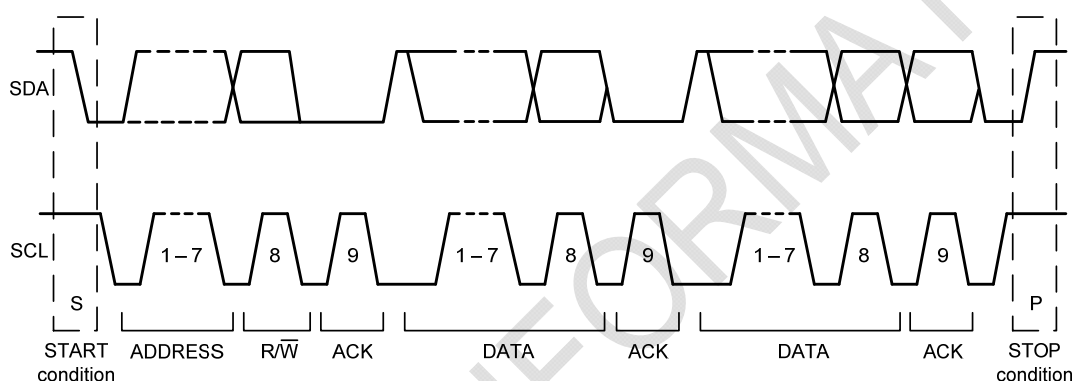 SDA
SCL
1 – 7
8
9
1 – 7
8
9
1 – 7
8
9
S
P
START
condition
ADDRESS
R/W̅
ACK
DATA
ACK
DATA
ACK
STOP
condition